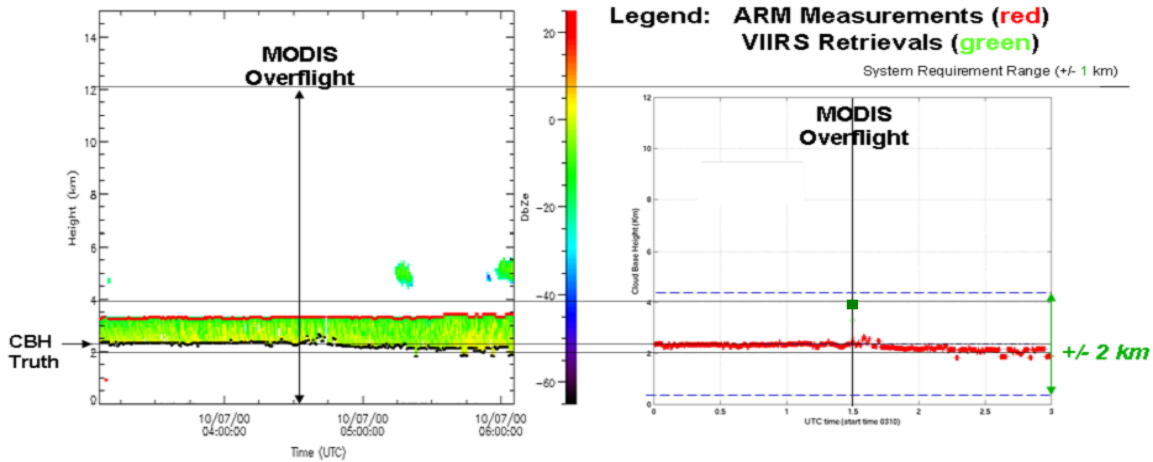 Legend: ARM Measurements (red)
VIIRS Retrievals (green)
System Requirement Range (+/- 1 km)
MODIS
Overflight
14
12
10
8
6
4
2
0
Height (km)
10/07/00
04:00:00
10/07/00
05:00:00
10/07/00
06:00:00
Time (UTC)
CBH
Truth
20
0
-20
-40
-60
DbZe
MODIS
Overflight
12
10
8
6
4
2
0
Cloud Base Height (Km)
0
0.5
1
1.5
2
2.5
3
UTC time (start time 0310)
+/- 2 km